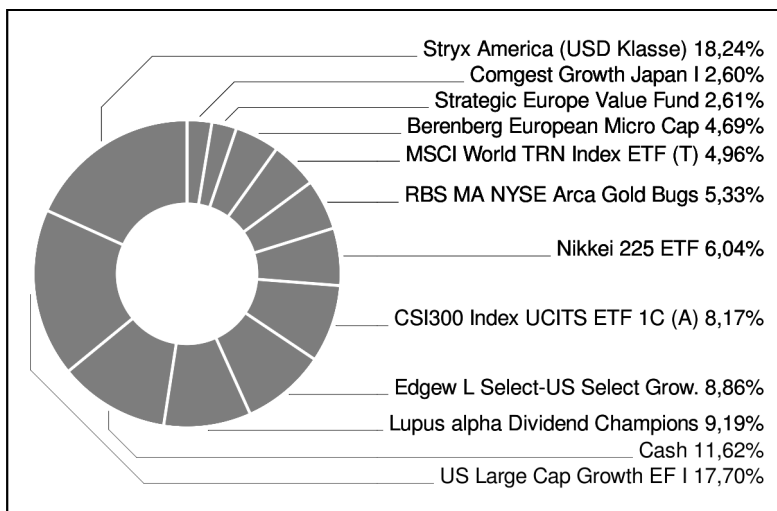 Stryx America (USD Klasse) 18,24%
Comgest Growth Japan I 2,60%
Strategic Europe Value Fund 2,61%
Berenberg European Micro Cap 4,69%
MSCI World TRN Index ETF (T) 4,96%
RBS MA NYSE Arca Gold Bugs 5,33%
Nikkei 225 ETF 6,04%
CSI300 Index UCITS ETF 1C (A) 8,17%
Edgew L Select-US Select Grow. 8,86%
Lupus alpha Dividend Champions 9,19%
Cash 11,62%
US Large Cap Growth EF I 17,70%